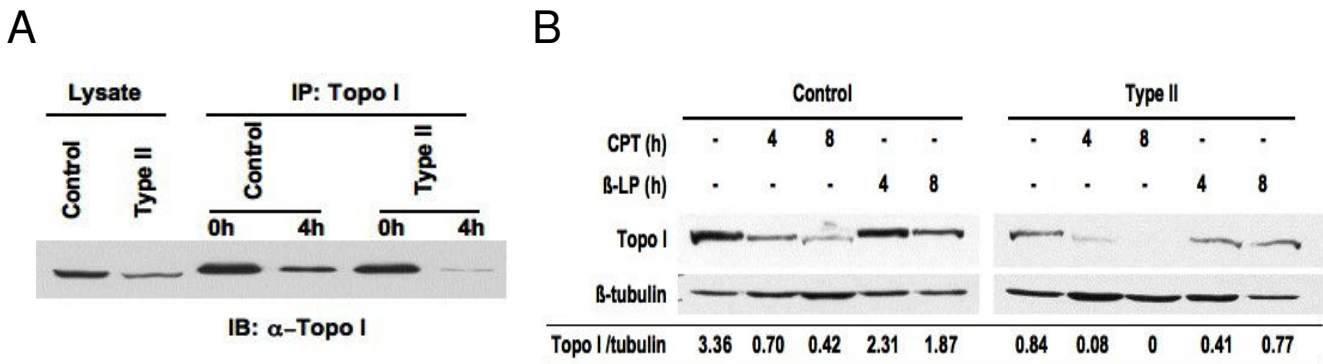 A
Lysate IP: Topo I
Control Type II Control Type II
0h 4h 0h 4h
IB: α–Topo I
B
Control Type II
CPT (h) - 4 8 - - - 4 8 - -
ß-LP (h) - - - 4 8 - - - 4 8
Topo I
ß-tubulin
Topo I /tubulin 3.36 0.70 0.42 2.31 1.87 0.84 0.08 0 0.41 0.77